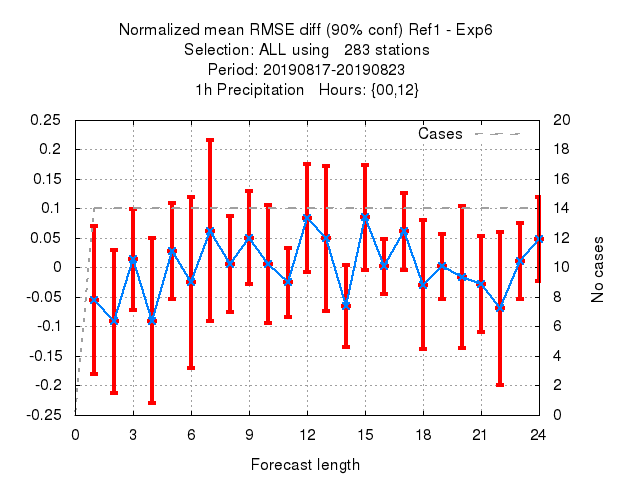 Normalized mean RMSE diff (90% conf) Ref1 - Exp6
Selection: ALL using   283 stations
Period: 20190817-20190823
1h Precipitation   Hours: {00,12}
Cases
0.25
0.2
0.15
0.1
0.05
0
-0.05
-0.1
-0.15
-0.2
-0.25
20
18
16
14
12
10
8
6
4
2
0
No cases
0 3 6 9 12 15 18 21 24
Forecast length